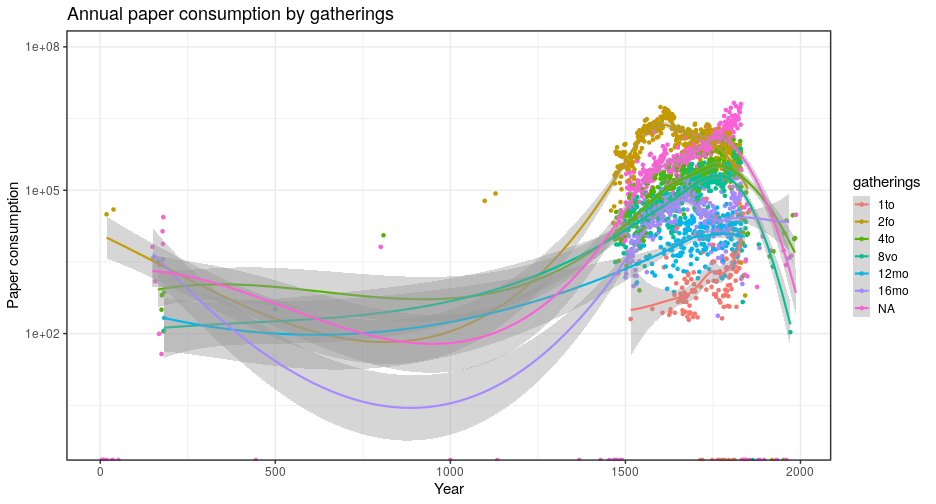 Annual paper consumption by gatherings
Paper consumption
1e+08
1e+05
1e+02
0
500
1000
1500
2000
Year
gatherings
1to
2fo
4to
8vo
12mo
16mo
NA